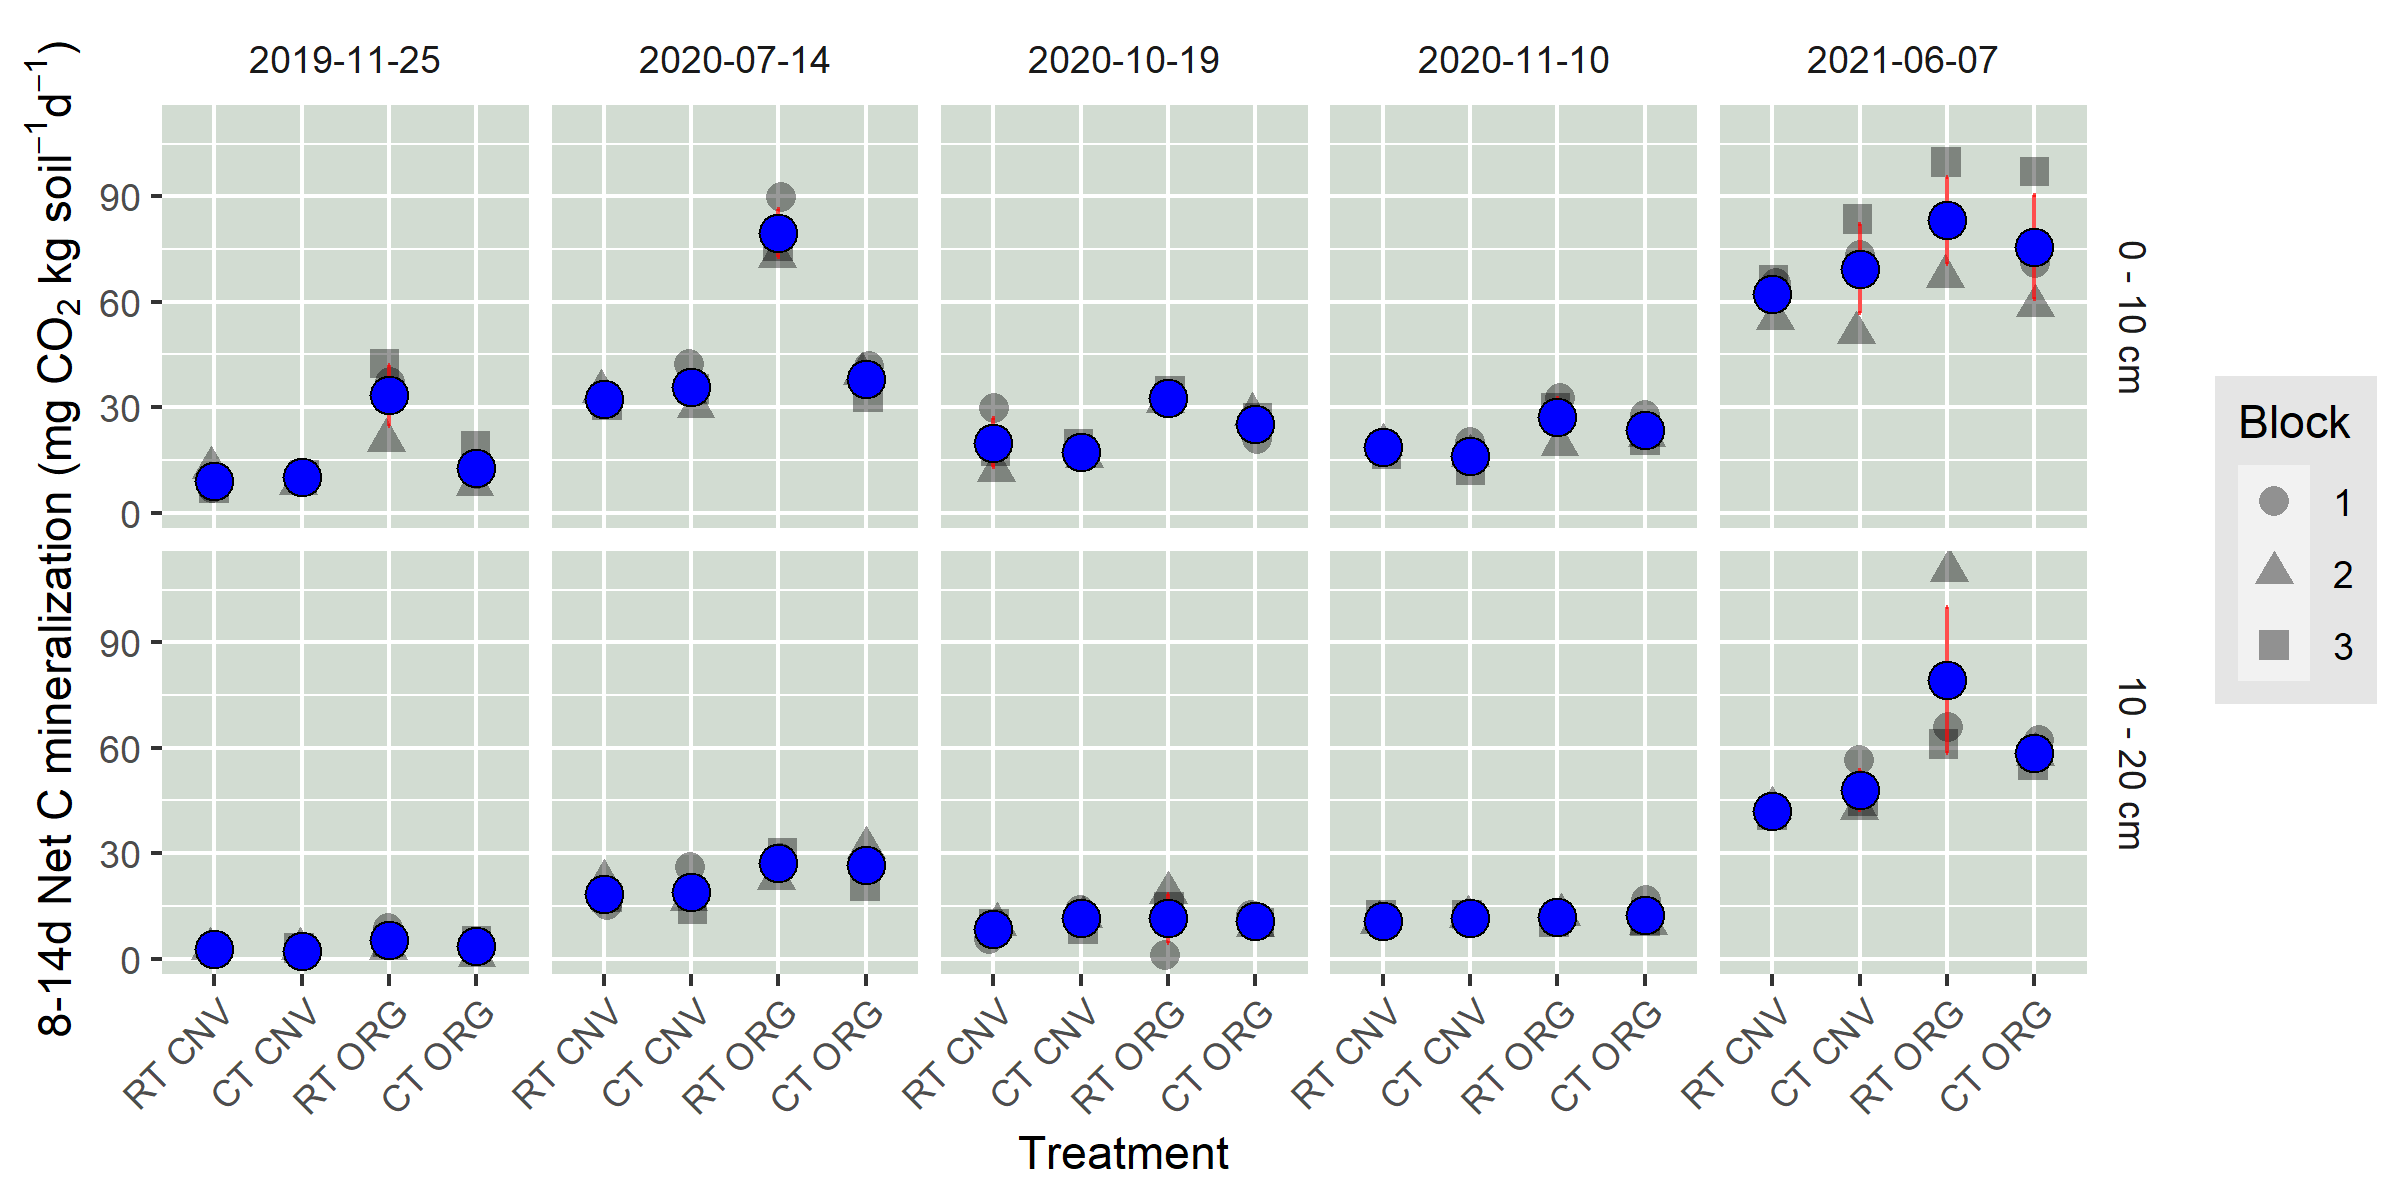 2019-11-25 2020-07-14 2020-10-19 2020-11-10 2021-06-07
8-14d Net C mineralization (mg CO₂ kg soil⁻¹d⁻¹)
90
60
30
0
0 - 10 cm
90
60
30
0
10 - 20 cm
RT CNV CT CNV RT ORG CT ORG RT CNV CT CNV RT ORG CT ORG RT CNV CT CNV RT ORG CT ORG RT CNV CT CNV RT ORG CT ORG RT CNV CT CNV RT ORG CT ORG
Treatment
Block
1
2
3